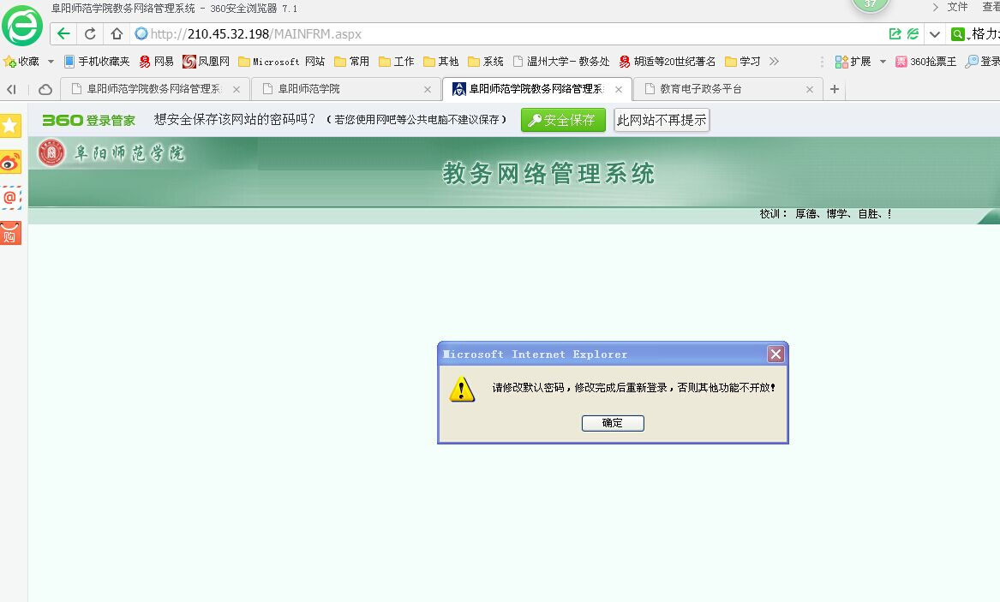 阜阳师范学院教务网络管理系统 - 360安全浏览器 7.1
37
文件 查看
http://210.45.32.198/MAINFRM.aspx
格力
收藏 手机收藏夹 网易 凤凰网 Microsoft 网站 常用 工作 其他 系统 温州大学－教务处 胡适等20世纪著名 学习 扩展 360抢票王 登录
阜阳师范学院教务网络管理系 阜阳师范学院 阜阳师范学院教务网络管理系 教育电子政务平台
360登录管家 想安全保存该网站的密码吗？（若您使用网吧等公共电脑不建议保存） 安全保存 此网站不再提示
阜阳师范学院
教务网络管理系统
校训： 厚德、博学、自胜、
@
购
Microsoft Internet Explorer
请修改默认密码，修改完成后重新登录，否则其他功能不开放！
确定